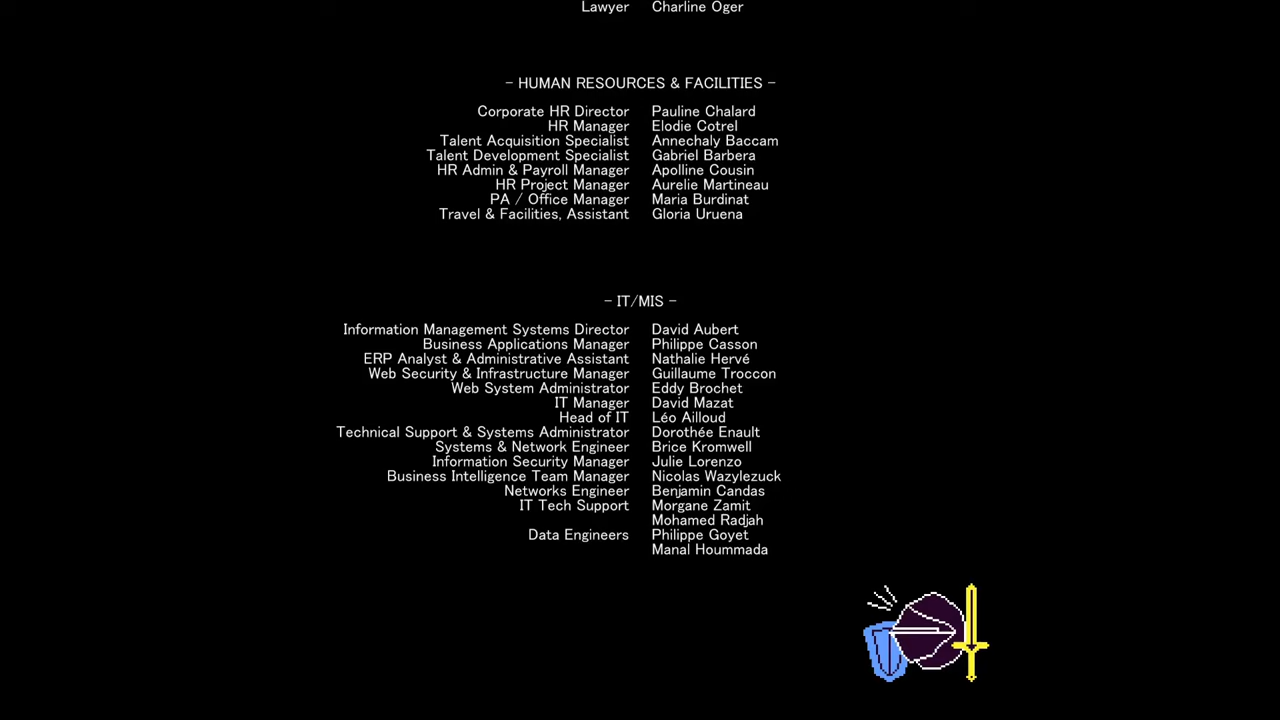 Lawyer Charline Oger
- HUMAN RESOURCES & FACILITIES -
Corporate HR Director Pauline Chalard
HR Manager Elodie Cotrel
Talent Acquisition Specialist Annechaly Baccam
Talent Development Specialist Gabriel Barbera
HR Admin & Payroll Manager Apolline Cousin
HR Project Manager Aurelie Martineau
PA / Office Manager Maria Burdinat
Travel & Facilities, Assistant Gloria Uruena
- IT/MIS -
Information Management Systems Director David Aubert
Business Applications Manager Philippe Casson
ERP Analyst & Administrative Assistant Nathalie Hervé
Web Security & Infrastructure Manager Guillaume Troccon
Web System Administrator Eddy Brochet
IT Manager David Mazat
Head of IT Léo Ailloud
Technical Support & Systems Administrator Dorothée Enault
Systems & Network Engineer Brice Kromwell
Information Security Manager Julie Lorenzo
Business Intelligence Team Manager Nicolas Wazylezuck
Networks Engineer Benjamin Candas
IT Tech Support Morgane Zamit
Mohamed Radjah
Data Engineers Philippe Goyet
Manal Hoummada